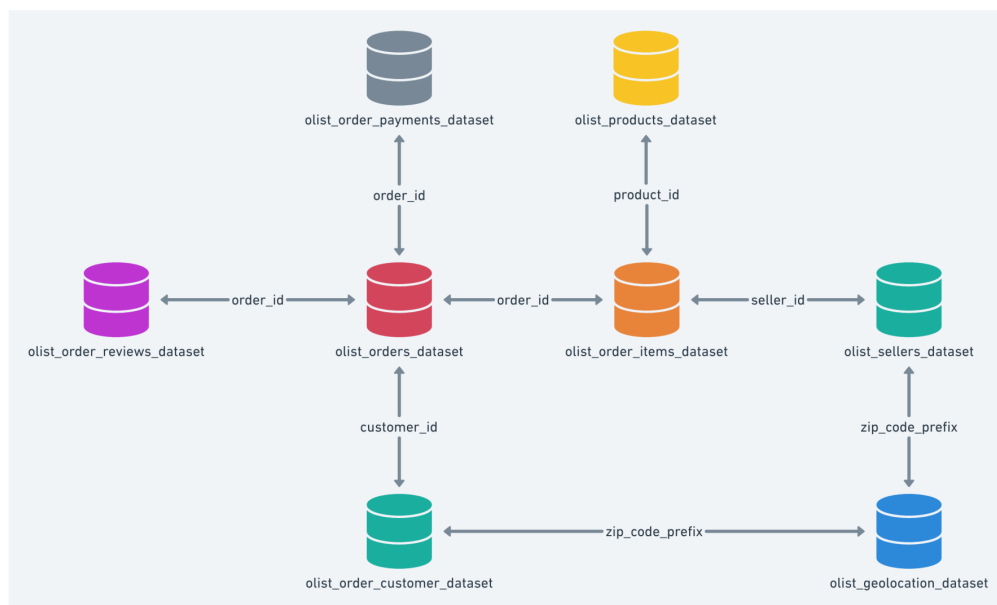 olist_order_payments_dataset
olist_products_dataset
order_id
product_id
order_id
order_id
seller_id
olist_order_reviews_dataset
olist_orders_dataset
olist_order_items_dataset
olist_sellers_dataset
customer_id
zip_code_prefix
zip_code_prefix
olist_order_customer_dataset
olist_geolocation_dataset